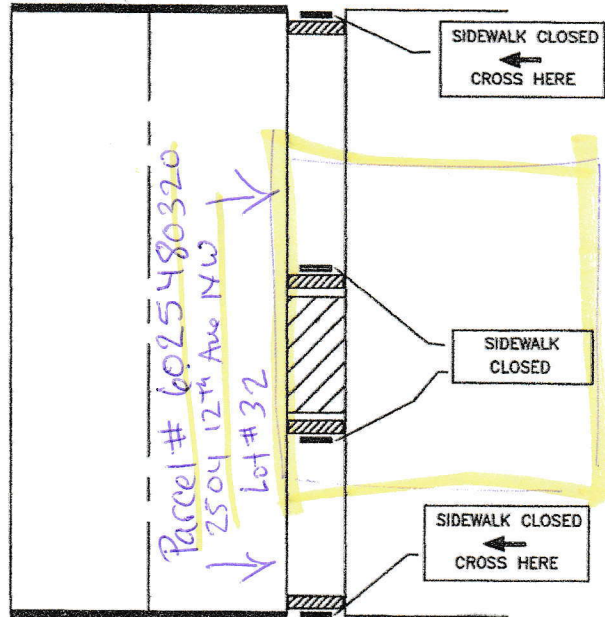 SIDEWALK CLOSED
CROSS HERE
Parcel # 6025480320
2504 12th Ave NW
Lot #32
SIDEWALK
CLOSED
SIDEWALK CLOSED
CROSS HERE